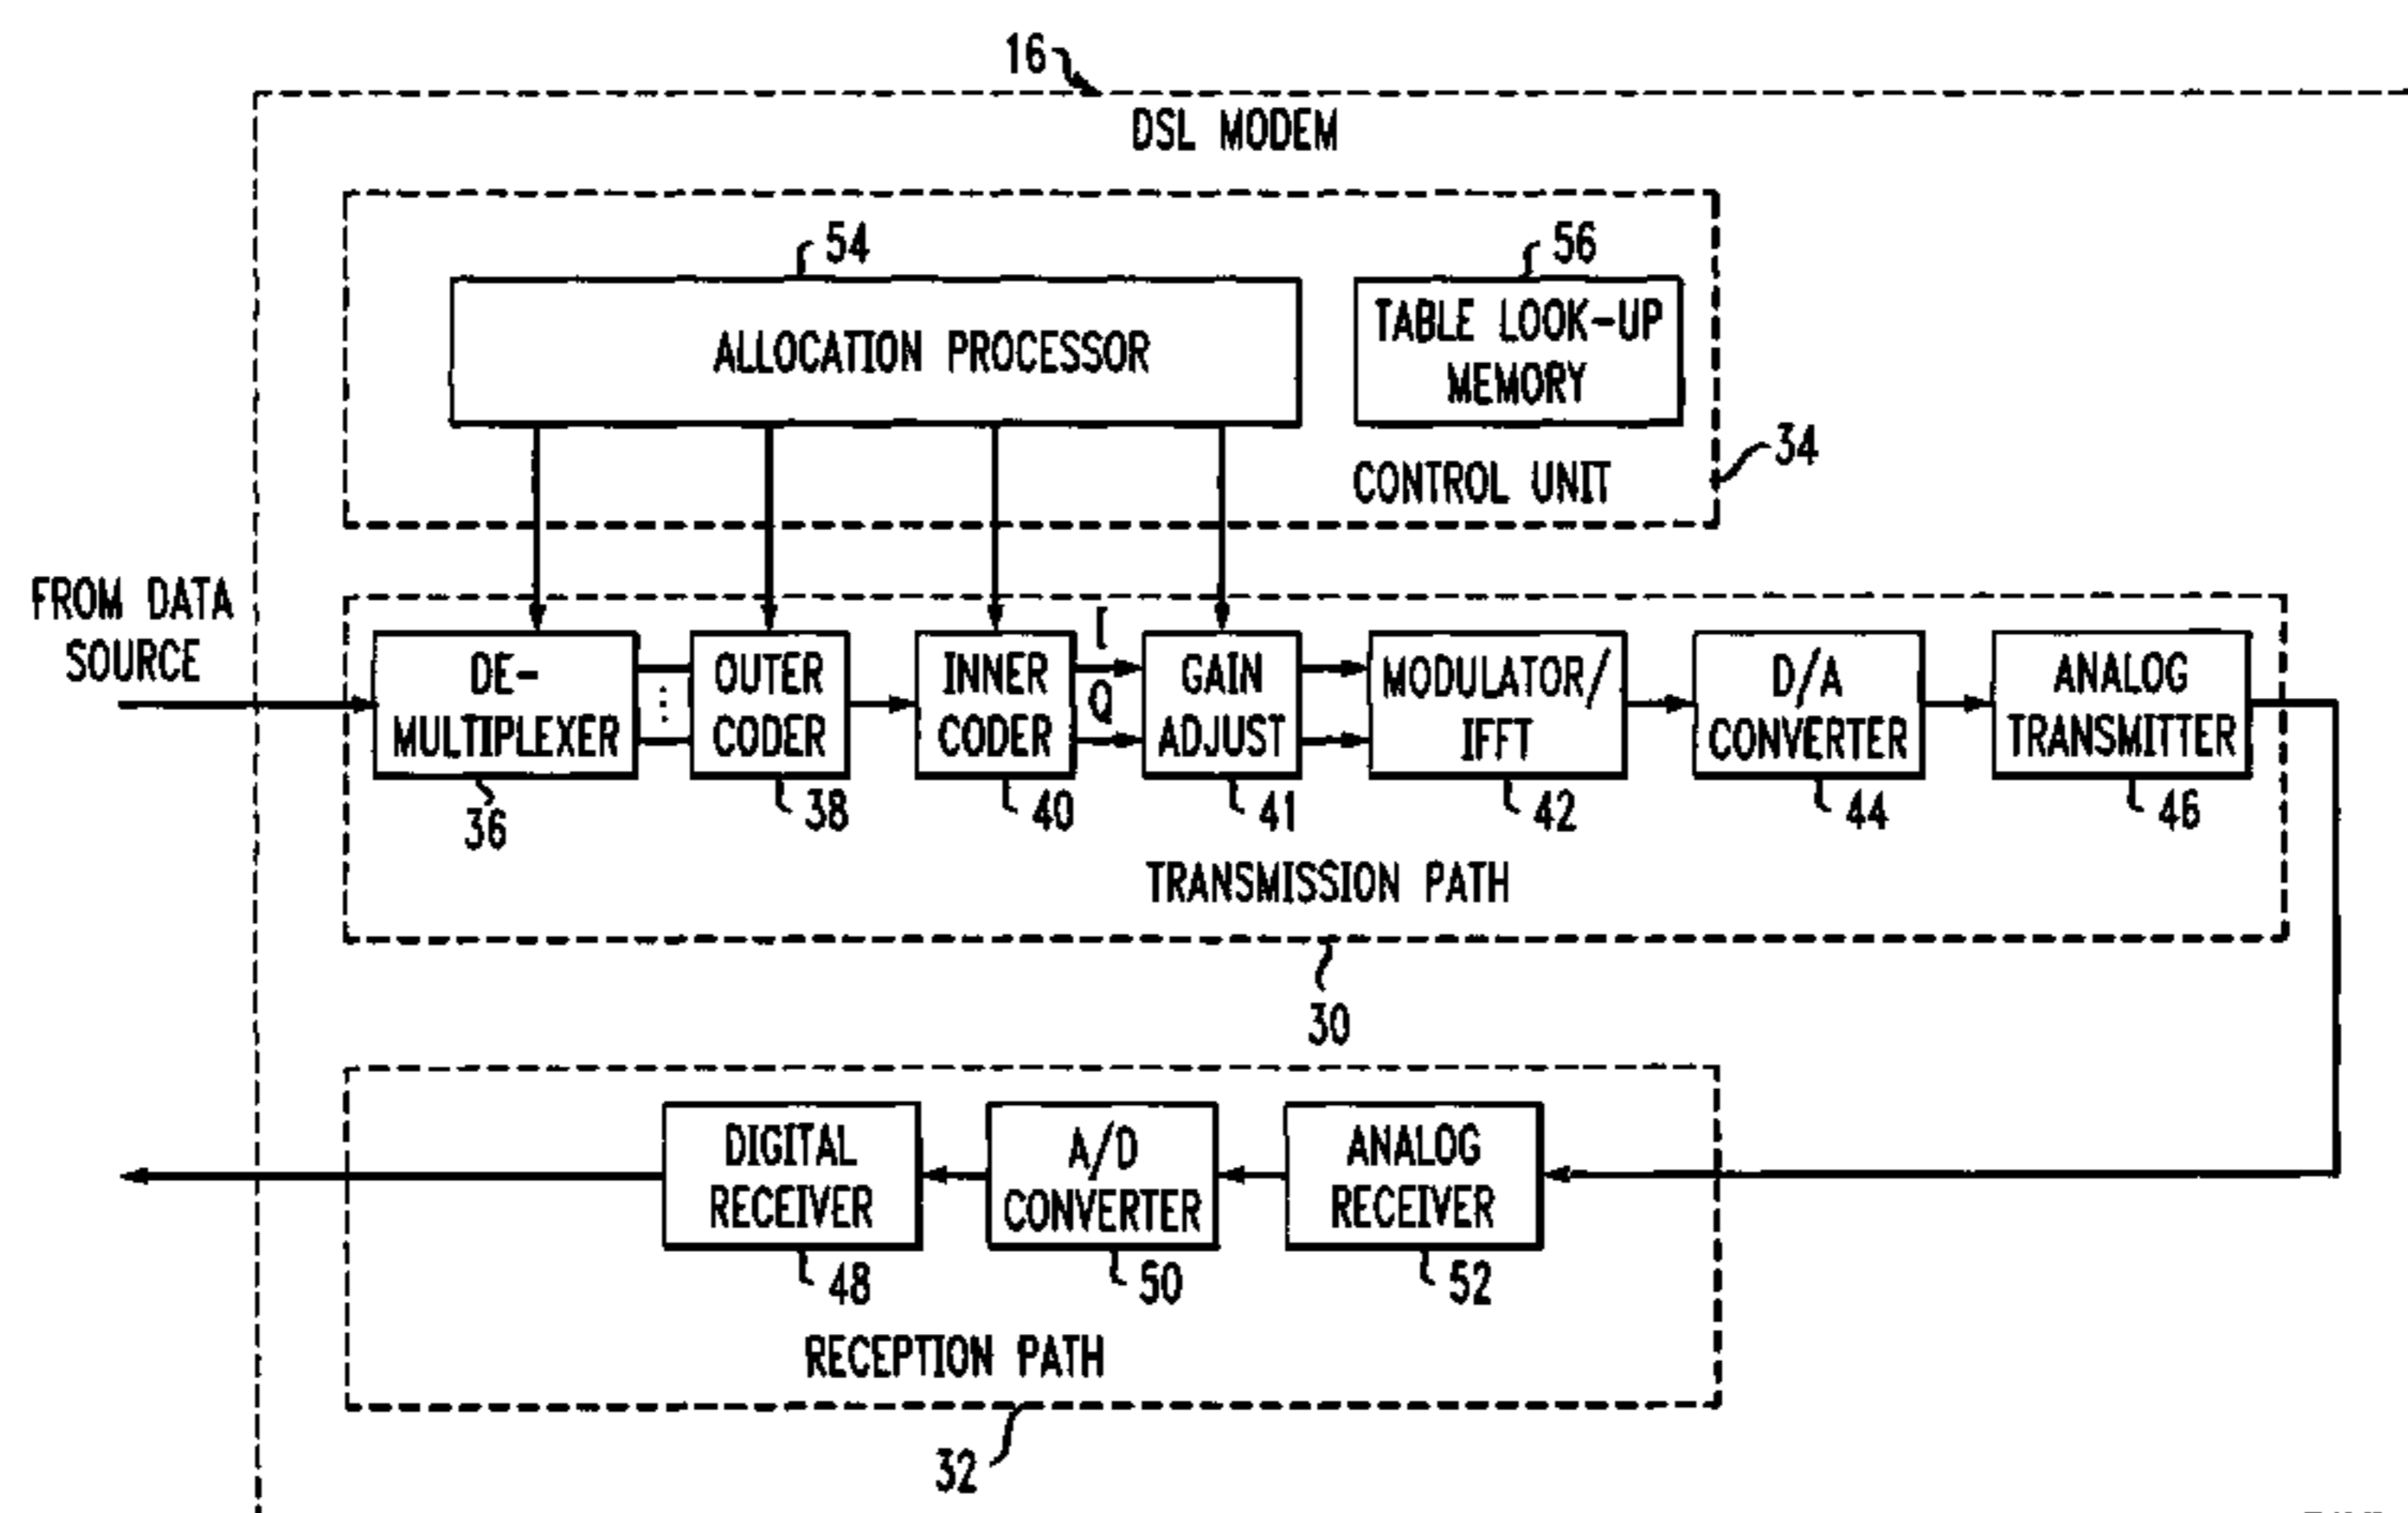 16
DSL MODEM
54
56
ALLOCATION PROCESSOR
TABLE LOOK-UP
MEMORY
CONTROL UNIT
34
FROM DATA
SOURCE
DE-
MULTIPLEXER
36
OUTER
CODER
38
INNER
CODER
40
I
Q
GAIN
ADJUST
41
MODULATOR/
IFFT
42
D/A
CONVERTER
44
ANALOG
TRANSMITTER
46
TRANSMISSION PATH
30
DIGITAL
RECEIVER
48
A/D
CONVERTER
50
ANALOG
RECEIVER
52
RECEPTION PATH
32